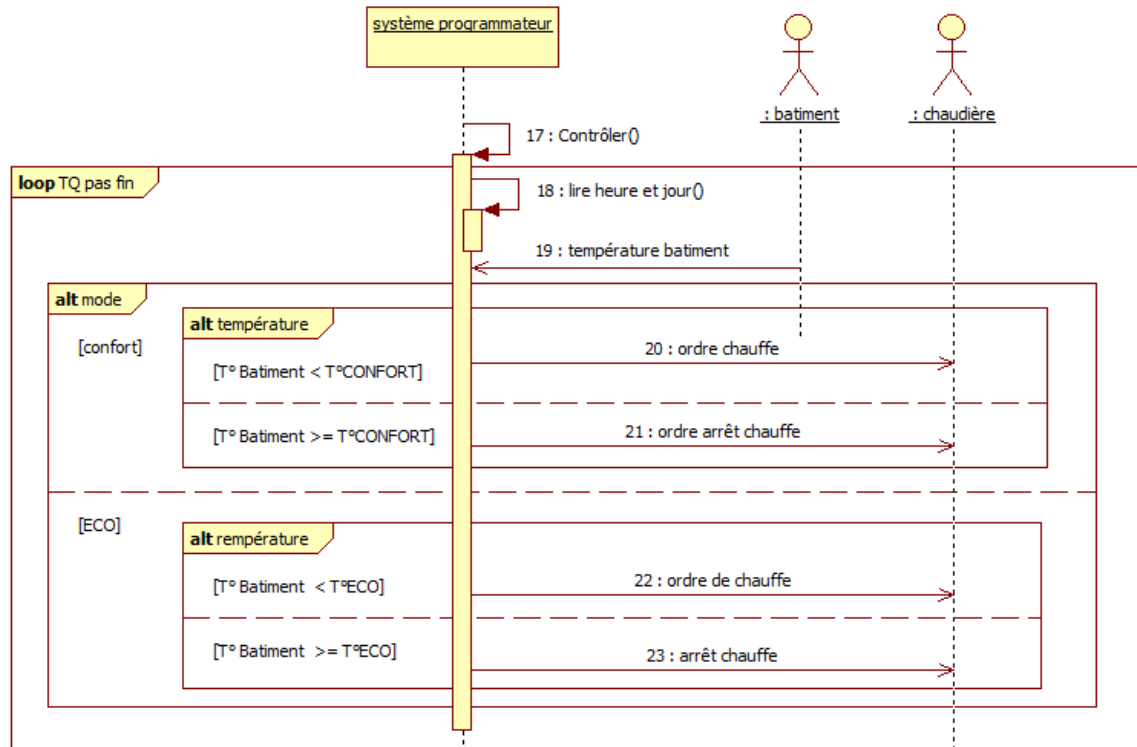 système programmateur
: batiment
: chaudière
17 : Contrôler()
loop TQ pas fin
18 : lire heure et jour()
19 : température batiment
alt mode
alt température
[confort]
20 : ordre chauffe
[T° Batiment < T°CONFORT]
21 : ordre arrêt chauffe
[T° Batiment >= T°CONFORT]
[ECO]
alt rempérature
22 : ordre de chauffe
[T° Batiment < T°ECO]
[T° Batiment >= T°ECO]
23 : arrêt chauffe